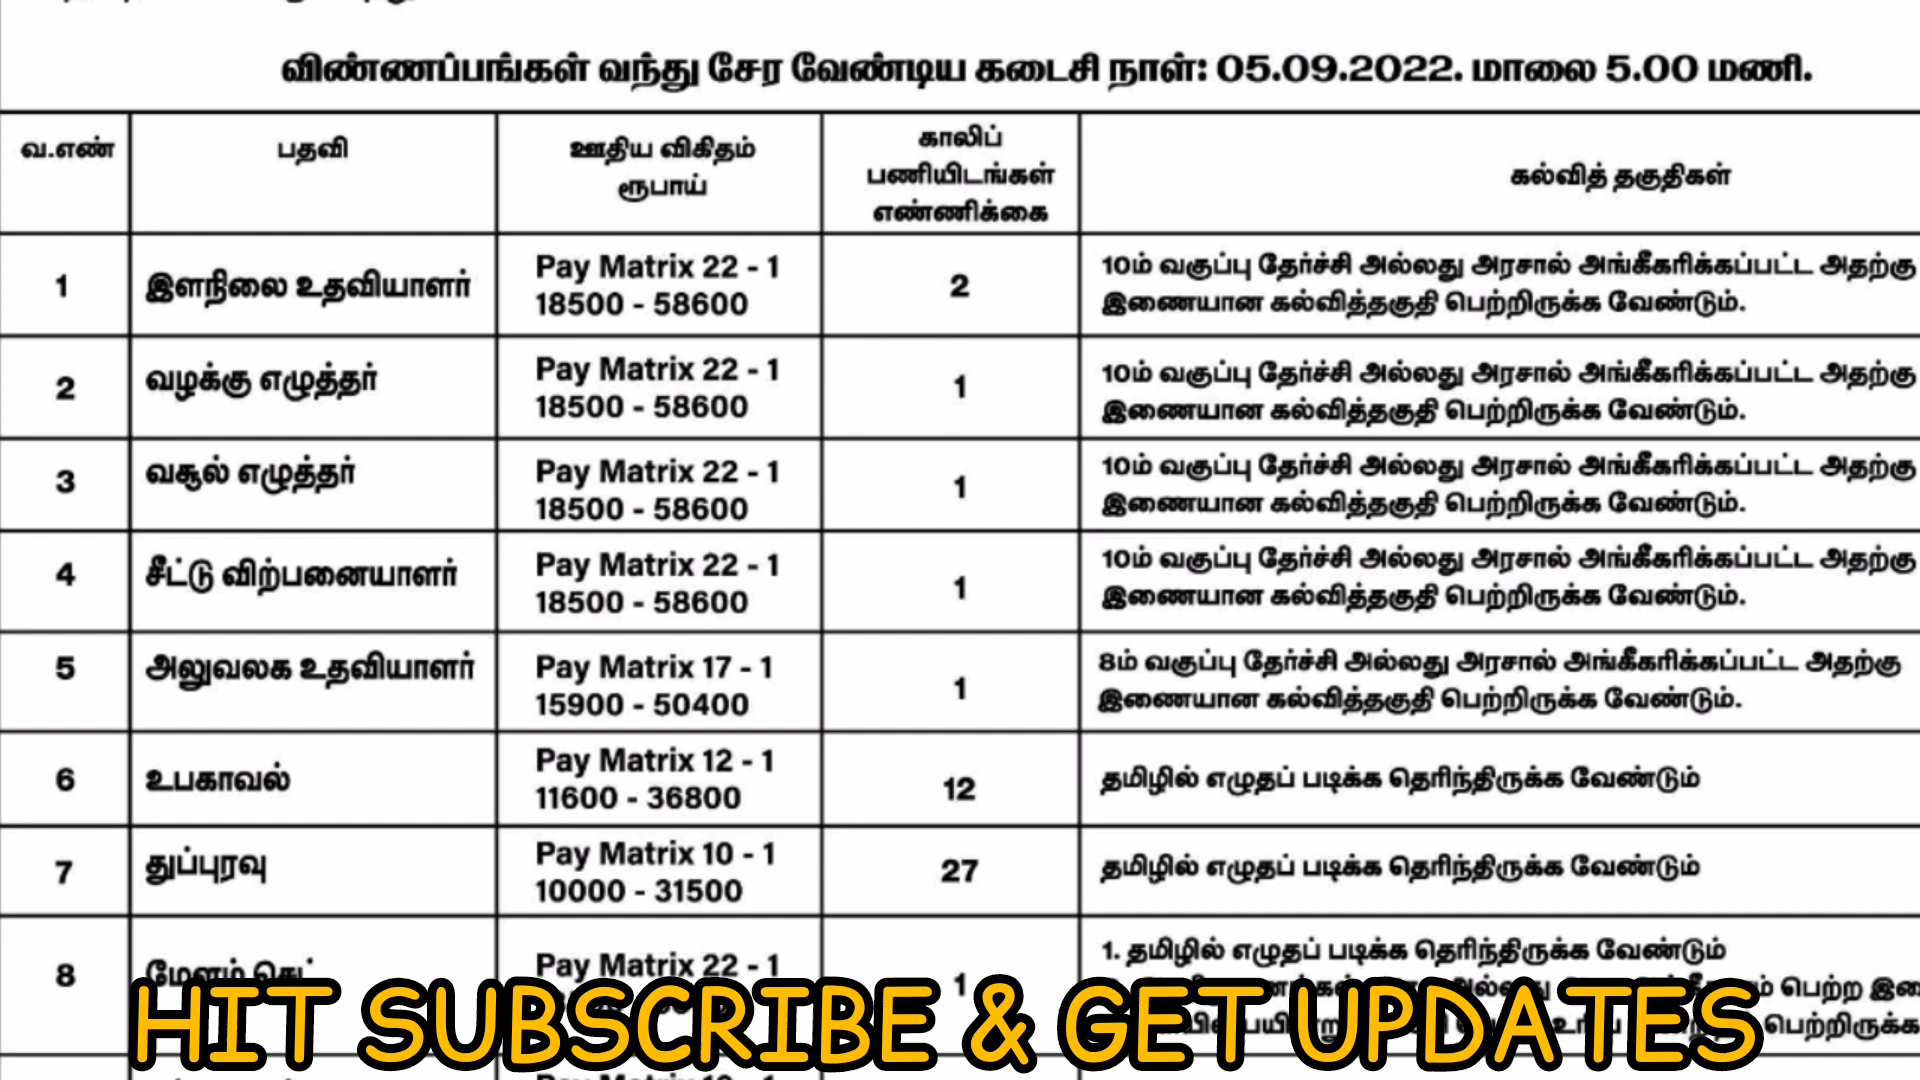 விண்ணப்பங்கள் வந்து சேர வேண்டிய கடைசி நாள்: 05.09.2022. மாலை 5.00 மணி.
வ.எண்
பதவி
ஊதிய விகிதம்
ரூபாய்
காலிப்
பணியிடங்கள்
எண்ணிக்கை
கல்வித் தகுதிகள்
1
இளநிலை உதவியாளர்
Pay Matrix 22 - 1
18500 - 58600
2
10ம் வகுப்பு தேர்ச்சி அல்லது அரசால் அங்கீகரிக்கப்பட்ட அதற்கு
இணையான கல்வித்தகுதி பெற்றிருக்க வேண்டும்.
2
வழக்கு எழுத்தர்
Pay Matrix 22 - 1
18500 - 58600
1
10ம் வகுப்பு தேர்ச்சி அல்லது அரசால் அங்கீகரிக்கப்பட்ட அதற்கு
இணையான கல்வித்தகுதி பெற்றிருக்க வேண்டும்.
3
வசூல் எழுத்தர்
Pay Matrix 22 - 1
18500 - 58600
1
10ம் வகுப்பு தேர்ச்சி அல்லது அரசால் அங்கீகரிக்கப்பட்ட அதற்கு
இணையான கல்வித்தகுதி பெற்றிருக்க வேண்டும்.
4
சீட்டு விற்பனையாளர்
Pay Matrix 22 - 1
18500 - 58600
1
10ம் வகுப்பு தேர்ச்சி அல்லது அரசால் அங்கீகரிக்கப்பட்ட அதற்கு
இணையான கல்வித்தகுதி பெற்றிருக்க வேண்டும்.
5
அலுவலக உதவியாளர்
Pay Matrix 17 - 1
15900 - 50400
1
8ம் வகுப்பு தேர்ச்சி அல்லது அரசால் அங்கீகரிக்கப்பட்ட அதற்கு
இணையான கல்வித்தகுதி பெற்றிருக்க வேண்டும்.
6
உபகாவல்
Pay Matrix 12 - 1
11600 - 36800
12
தமிழில் எழுதப் படிக்க தெரிந்திருக்க வேண்டும்
7
துப்புரவு
Pay Matrix 10 - 1
10000 - 31500
27
தமிழில் எழுதப் படிக்க தெரிந்திருக்க வேண்டும்
8
மேளம் செட்
Pay Matrix 22 - 1
1
1. தமிழில் எழுதப் படிக்க தெரிந்திருக்க வேண்டும்
பெற்ற
HIT SUBSCRIBE & GET UPDATES